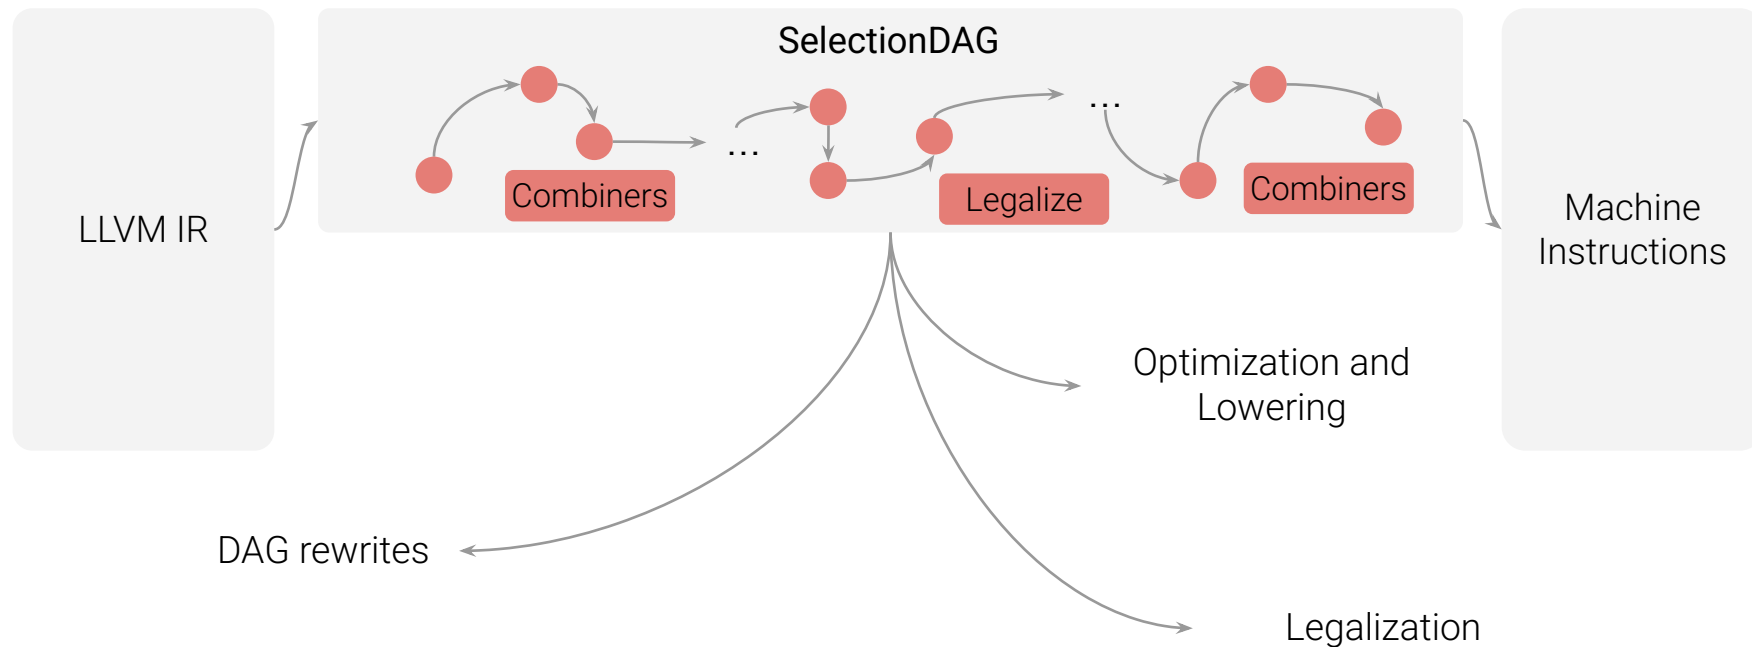 SelectionDAG
...
...
Combiners
Legalize
Combiners
LLVM IR
Machine
Instructions
Optimization and
Lowering
DAG rewrites
Legalization